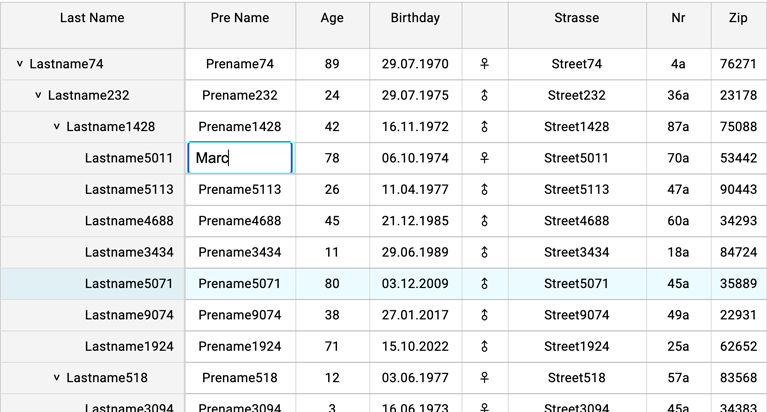 Last Name Pre Name Age Birthday Strasse Nr Zip
Lastname74 Prename74 89 29.07.1970 ♀ Street74 4a 76271
Lastname232 Prename232 24 29.07.1975 ⚦ Street232 36a 23178
Lastname1428 Prename1428 42 16.11.1972 ⚦ Street1428 87a 75088
Lastname5011 Marc 78 06.10.1974 ♀ Street5011 70a 53442
Lastname5113 Prename5113 26 11.04.1977 ⚦ Street5113 47a 90443
Lastname4688 Prename4688 45 21.12.1985 ⚦ Street4688 60a 34293
Lastname3434 Prename3434 11 29.06.1989 ⚦ Street3434 18a 84724
Lastname5071 Prename5071 80 03.12.2009 ⚦ Street5071 45a 35889
Lastname9074 Prename9074 38 27.01.2017 ⚦ Street9074 49a 22931
Lastname1924 Prename1924 71 15.10.2022 ⚦ Street1924 25a 62652
Lastname518 Prename518 12 03.06.1977 ♀ Street518 57a 83568
Lastname3094 Prename3094 3 16.06.1973 ♀ Street3094 45a 34383